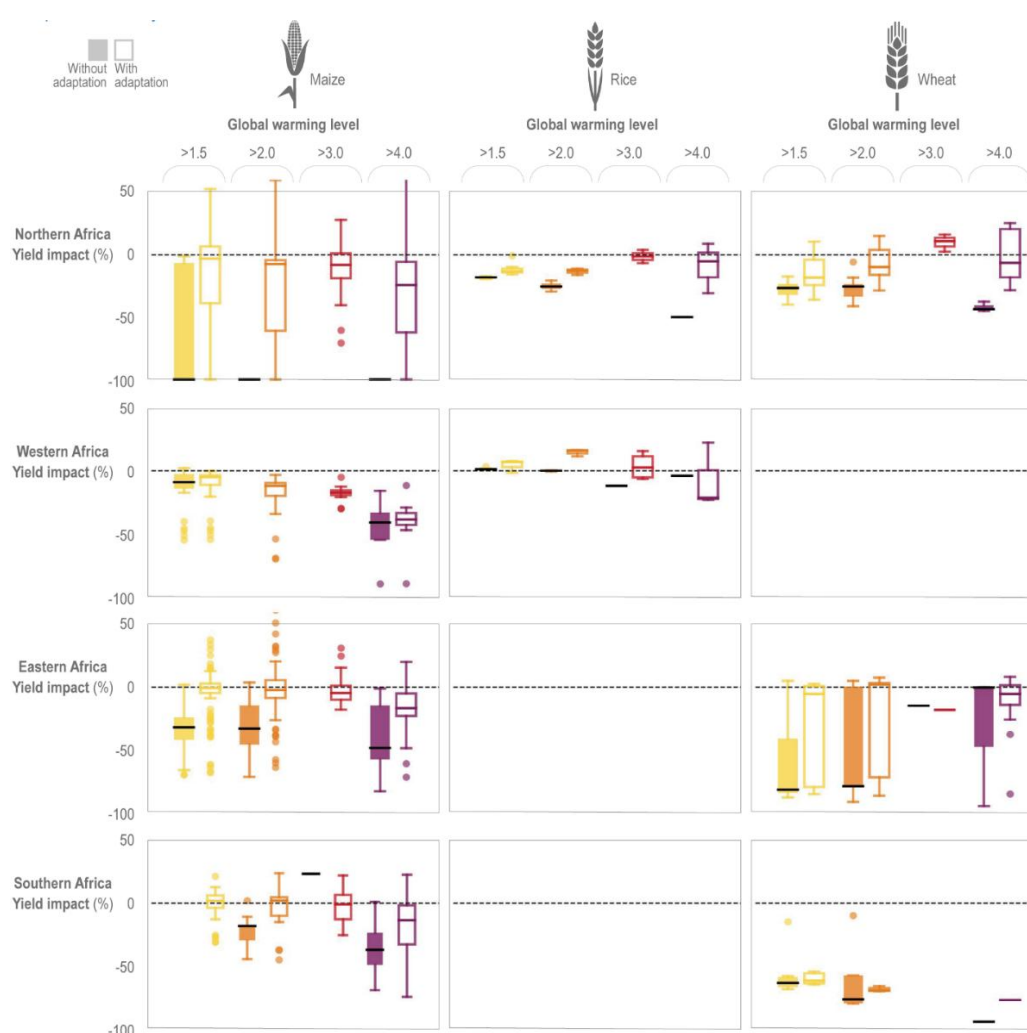 Without With
adaptation adaptation
Maize
Rice
Wheat
Global warming level
Global warming level
Global warming level
>1.5 >2.0 >3.0 >4.0
>1.5 >2.0 >3.0 >4.0
>1.5 >2.0 >3.0 >4.0
50
Northern Africa
Yield impact (%)
0
-50
-100
50
Western Africa
Yield impact (%)
0
-50
-100
50
Eastern Africa
Yield impact (%)
0
-50
-100
50
Southern Africa
Yield impact (%)
0
-50
-100